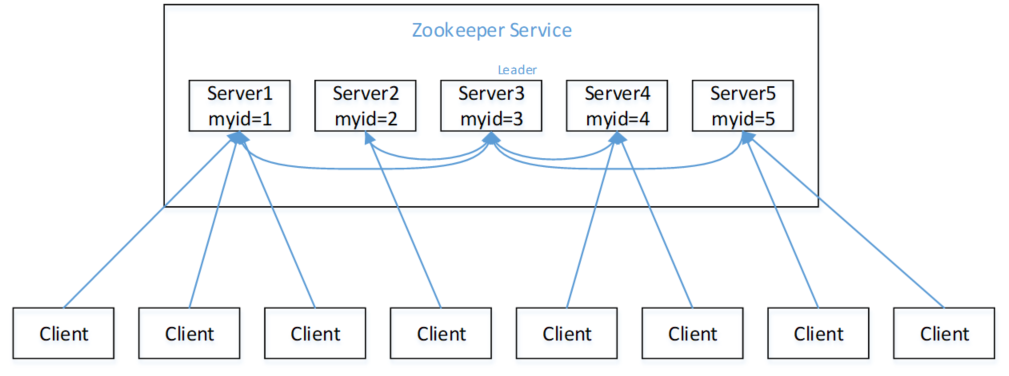 Zookeeper Service
Leader
Server1
myid=1
Server2
myid=2
Server3
myid=3
Server4
myid=4
Server5
myid=5
Client
Client
Client
Client
Client
Client
Client
Client